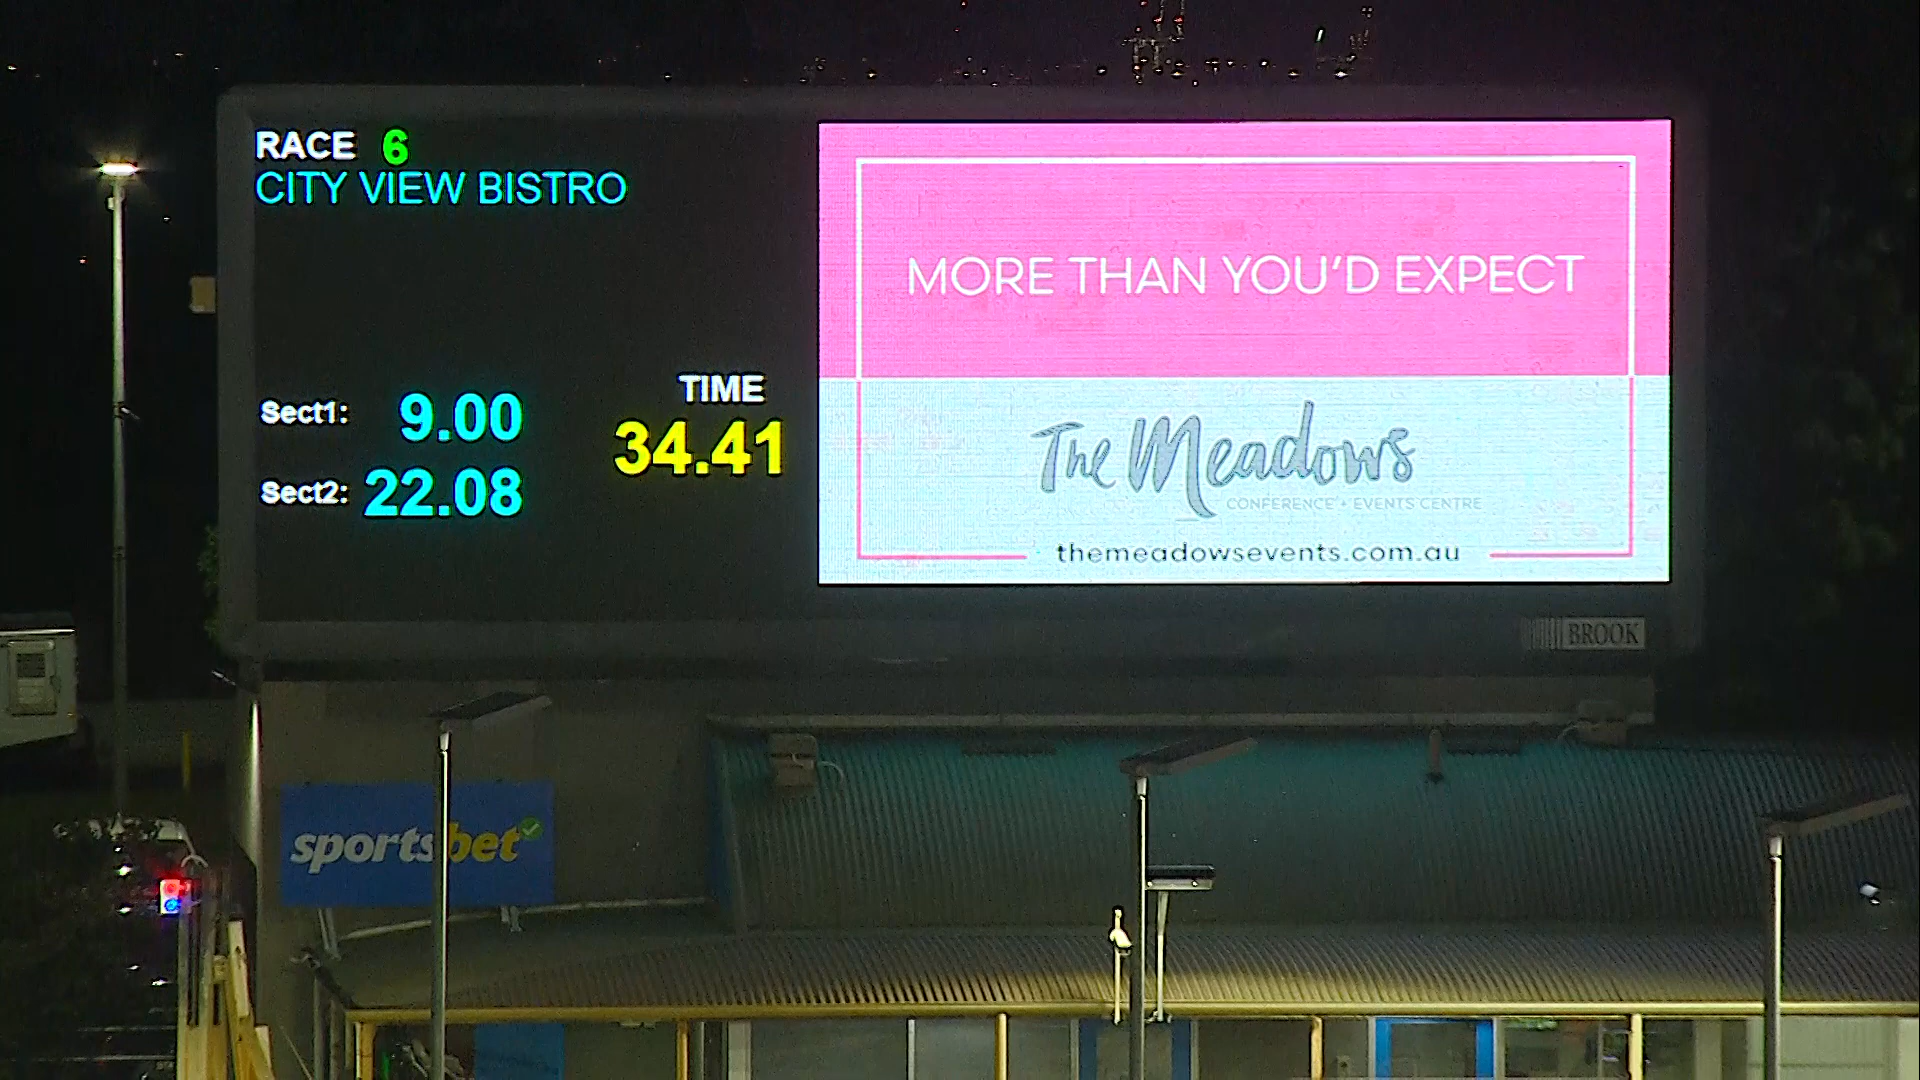 RACE 6
CITY VIEW BISTRO
Sect1: 9.00
Sect2: 22.08
TIME
34.41
MORE THAN YOU'D EXPECT
The Meadows
CONFERENCE + EVENTS CENTRE
themeadowsevents.com.au
BROOK
sportsbet